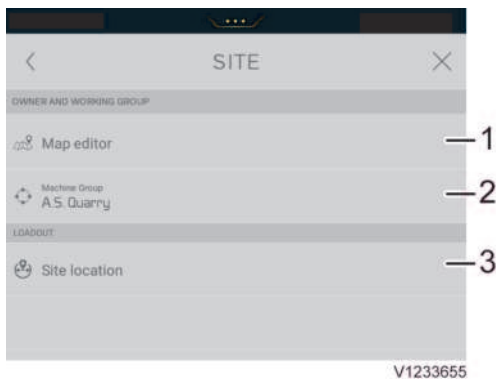 SITE
OWNER AND WORKING GROUP
Map editor
1
Machine Group
A.S. Quarry
2
LOADOUT
Site location
3
V1233655